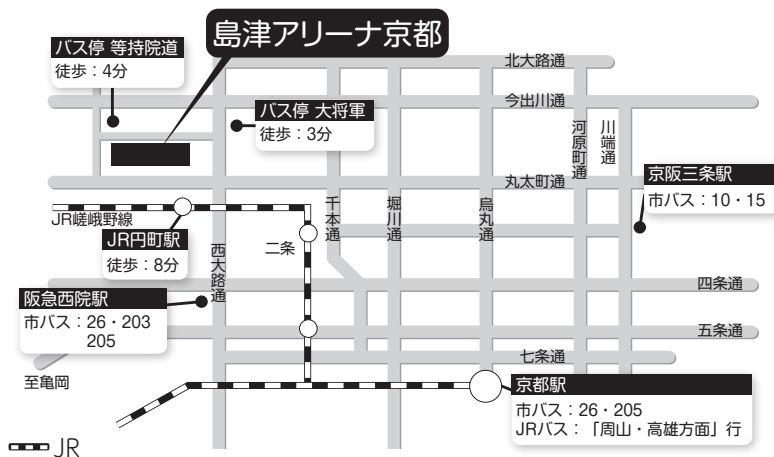 島津アリーナ京都
バス停 等持院道
徒歩：4分
北大路通
今出川通
バス停 大将軍
徒歩：3分
河原町通
川端通
丸太町通
京阪三条駅
市バス：10・15
JR嵯峨野線
千本通
堀川通
烏丸通
JR円町駅
徒歩：8分
西大路通
二条
四条通
阪急西院駅
市バス：26・203
205
五条通
七条通
至亀岡
京都駅
市バス：26・205
JRバス：「周山・高雄方面」行
JR